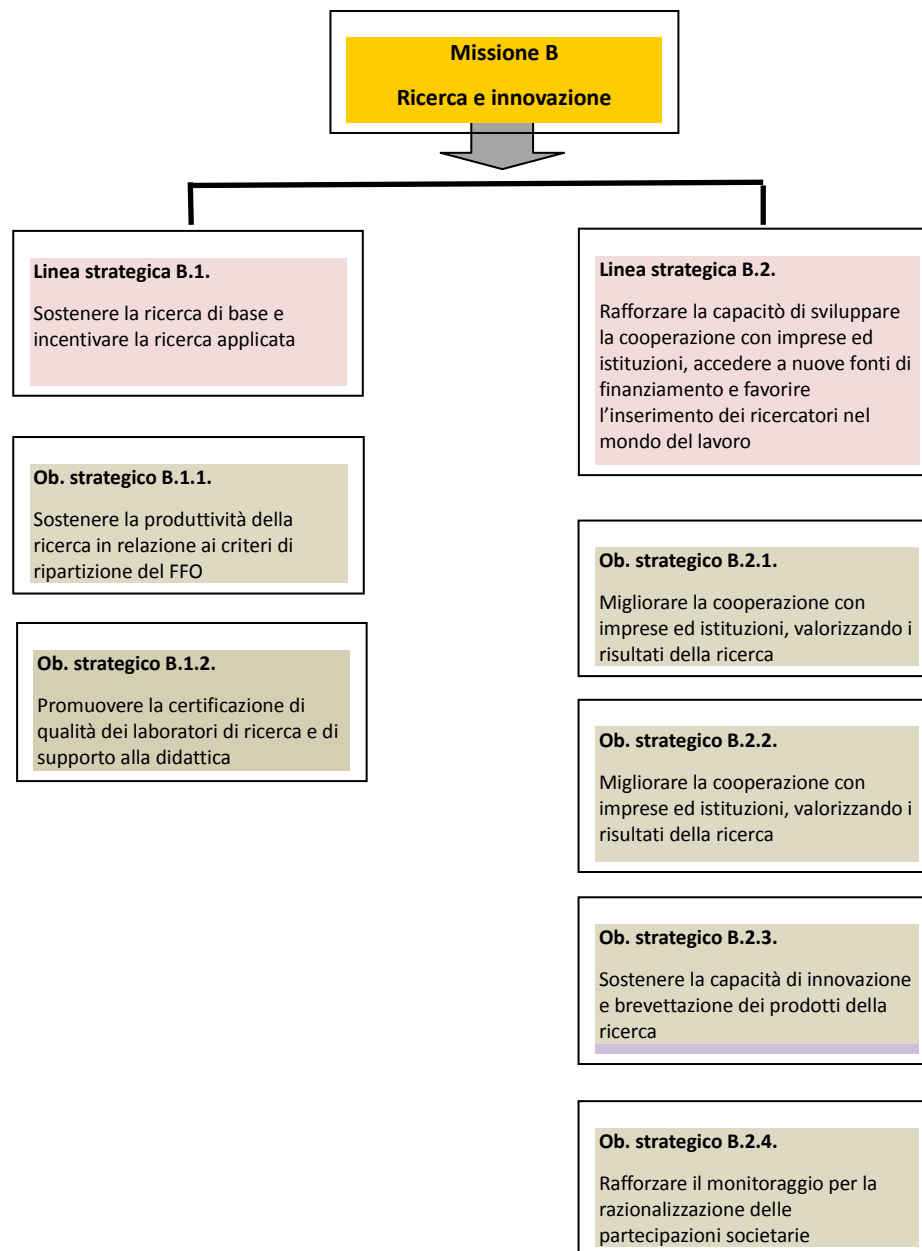 Missione B
Ricerca e innovazione
Linea strategica B.1.
Sostenere la ricerca di base e
incentivare la ricerca applicata
Ob. strategico B.1.1.
Sostenere la produttività della
ricerca in relazione ai criteri di
ripartizione del FFO
Ob. strategico B.1.2.
Promuovere la certificazione di
qualità dei laboratori di ricerca e di
supporto alla didattica
Linea strategica B.2.
Rafforzare la capacitò di sviluppare
la cooperazione con imprese ed
istituzioni, accedere a nuove fonti di
finanziamento e favorire
l’inserimento dei ricercatori nel
mondo del lavoro
Ob. strategico B.2.1.
Migliorare la cooperazione con
imprese ed istituzioni, valorizzando i
risultati della ricerca
Ob. strategico B.2.2.
Migliorare la cooperazione con
imprese ed istituzioni, valorizzando i
risultati della ricerca
Ob. strategico B.2.3.
Sostenere la capacità di innovazione
e brevettazione dei prodotti della
ricerca
Ob. strategico B.2.4.
Rafforzare il monitoraggio per la
razionalizzazione delle
partecipazioni societarie